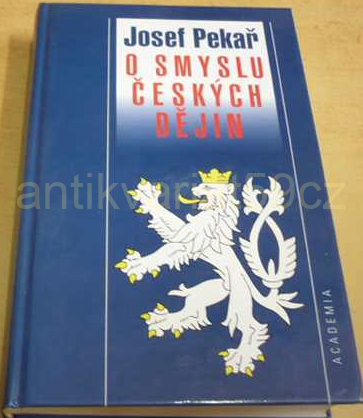 Josef Pekař
O SMYSLU
ČESKÝCH
DĚJIN
ACADEMIA